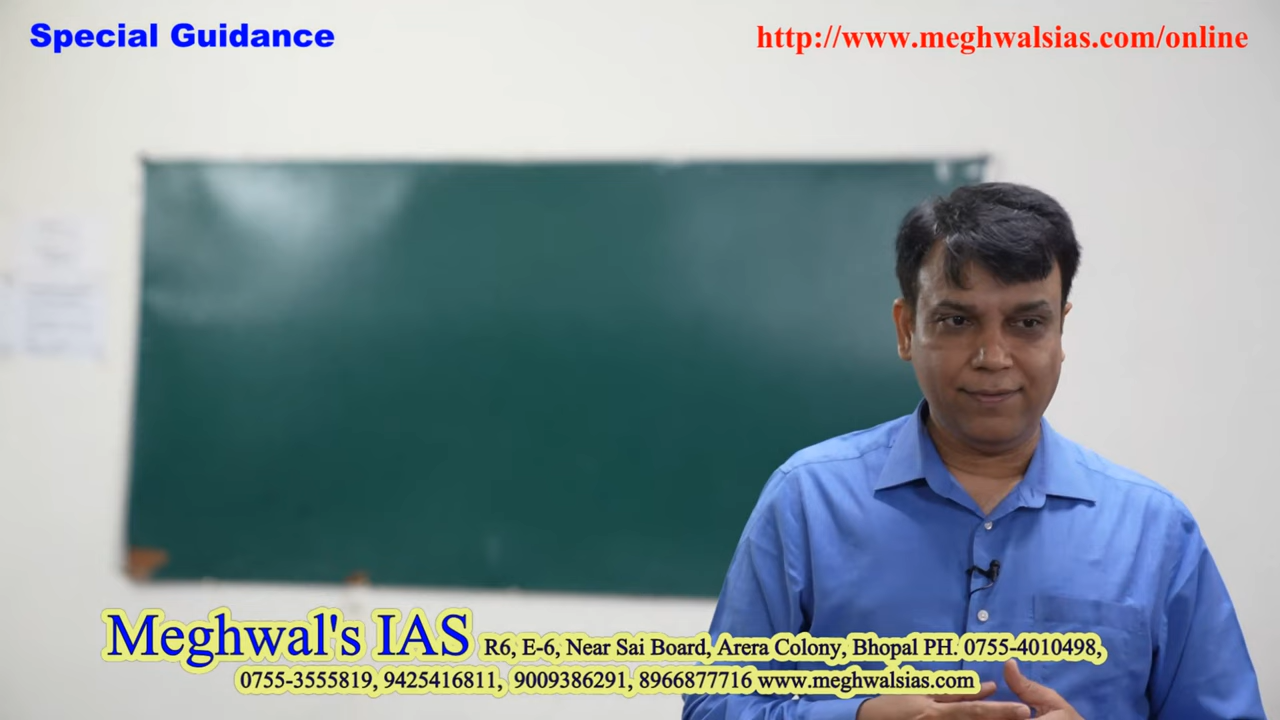 Special Guidance
http://www.meghwalsias.com/online
Meghwal's IAS R6, E-6, Near Sai Board, Arera Colony, Bhopal PH. 0755-4010498,
0755-3555819, 9425416811, 9009386291, 8966877716 www.meghwalsias.com